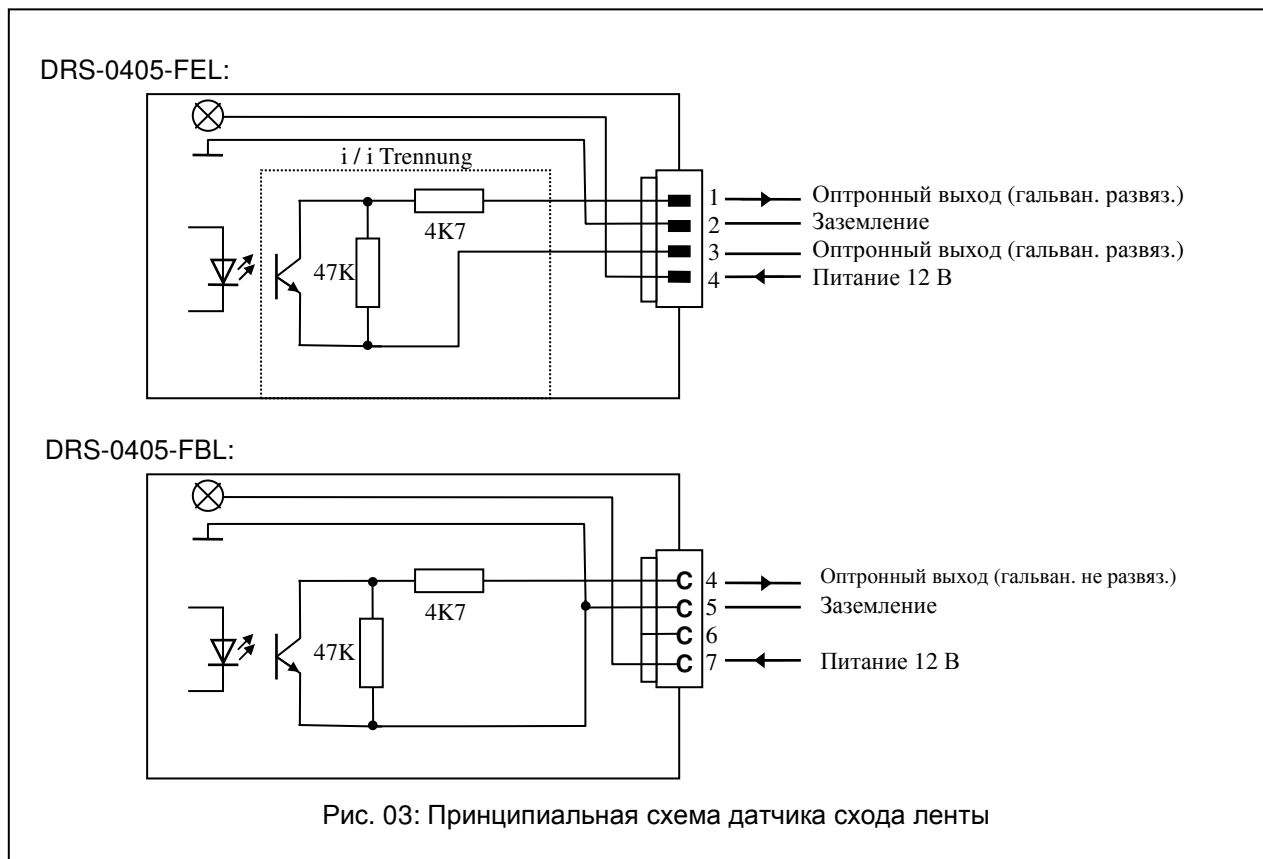 DRS-0405-FEL:
i / i Trennung
4K7
47K
1 Оптронный выход (гальван. развяз.)
2 Заземление
3 Оптронный выход (гальван. развяз.)
4 Питание 12 В
DRS-0405-FBL:
4K7
47K
C 4 Оптронный выход (гальван. не развяз.)
C 5 Заземление
C 6
C 7 Питание 12 В
Рис. 03: Принципиальная схема датчика схода ленты